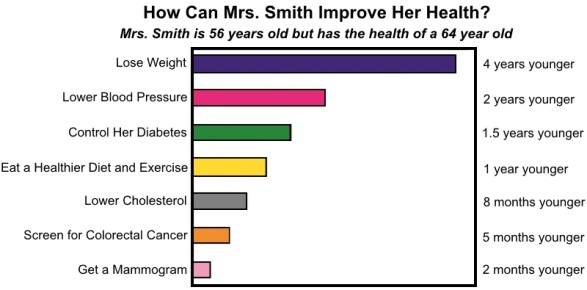 How Can Mrs. Smith Improve Her Health?
Mrs. Smith is 56 years old but has the health of a 64 year old
Lose Weight 4 years younger
Lower Blood Pressure 2 years younger
Control Her Diabetes 1.5 years younger
Eat a Healthier Diet and Exercise 1 year younger
Lower Cholesterol 8 months younger
Screen for Colorectal Cancer 5 months younger
Get a Mammogram 2 months younger